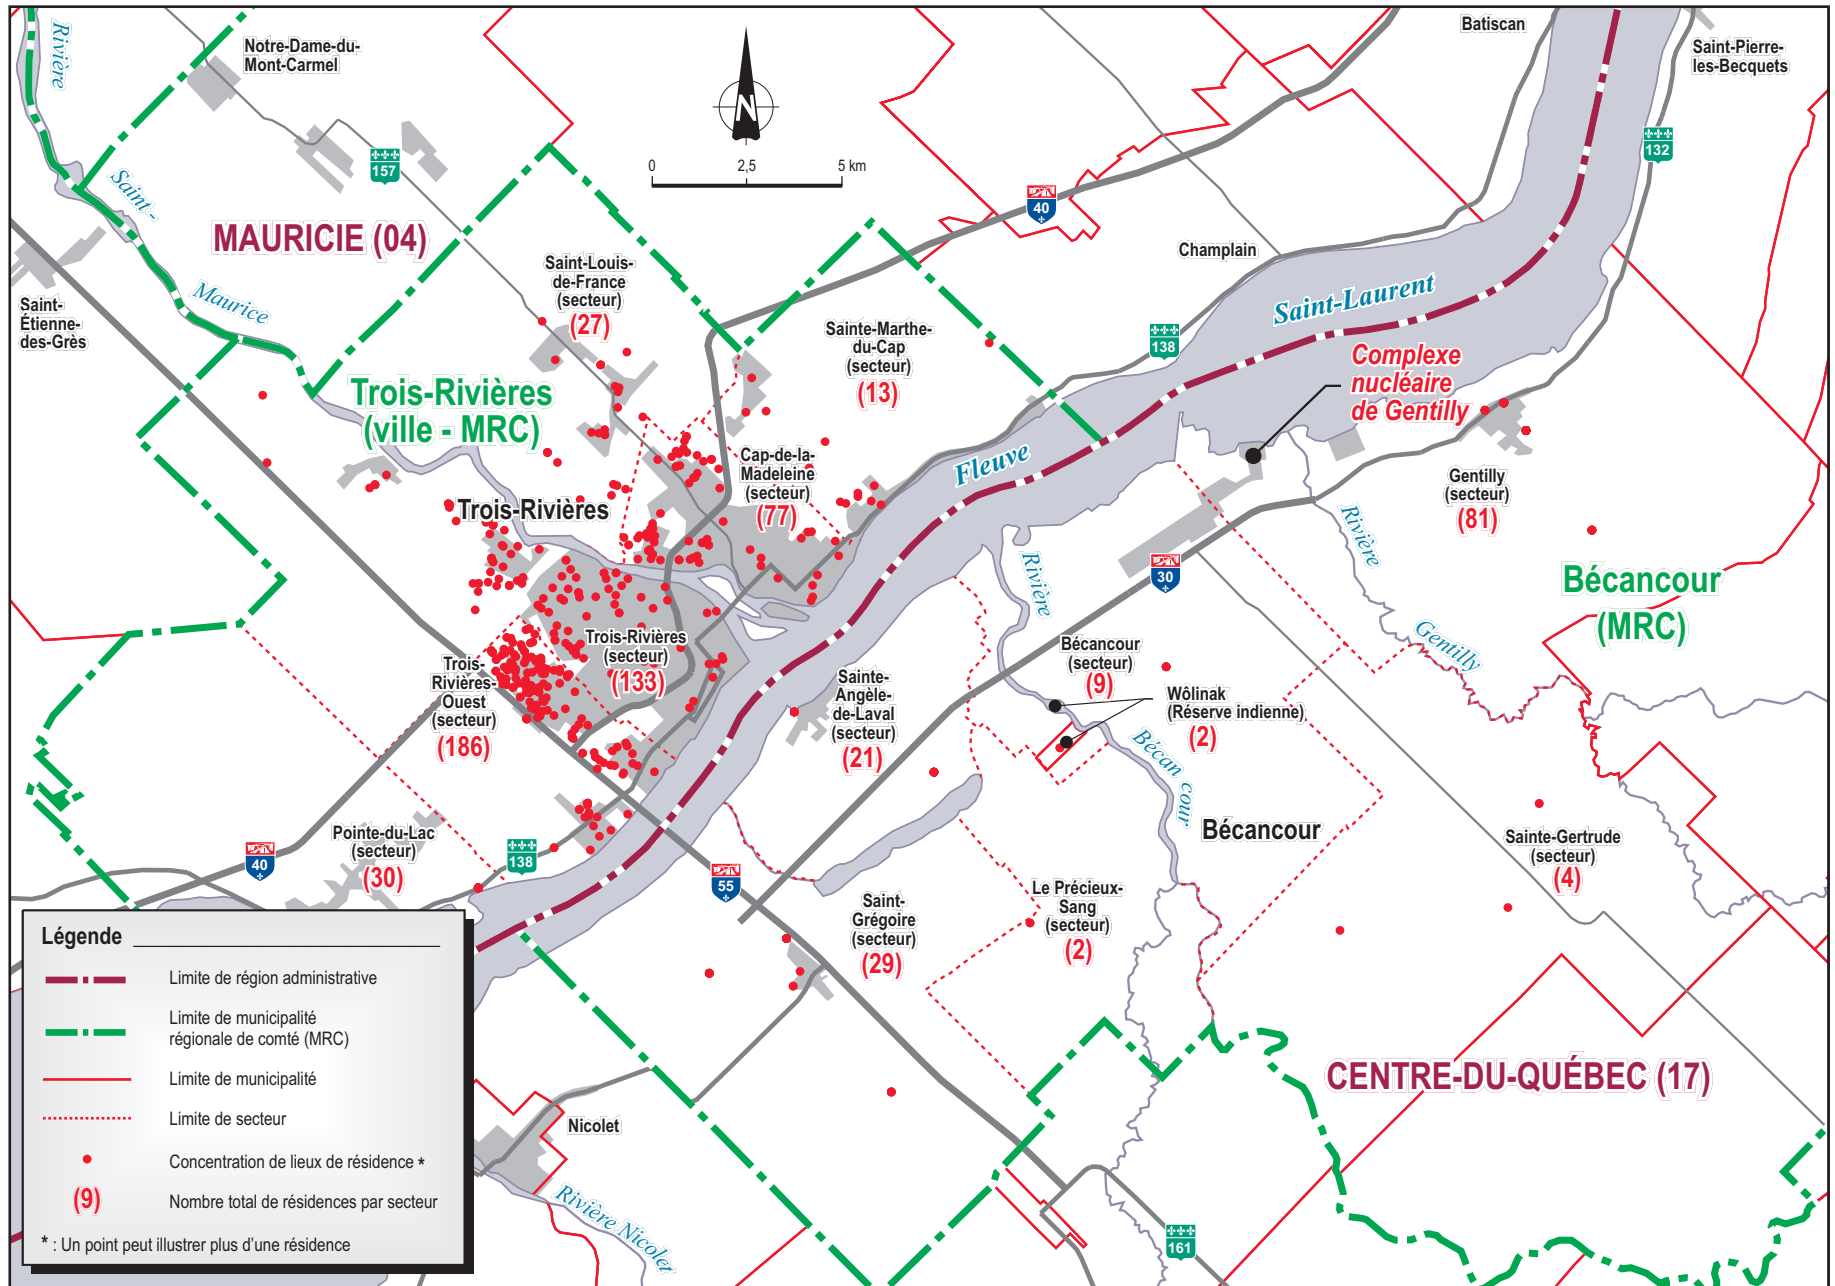 Rivière
Notre-Dame-du-
Mont-Carmel
Batiscan
Saint-Pierre-
les-Becquets
N
0
2,5
5 km
157
132
40
Saint -
MAURICIE (04)
Maurice
Saint-
Étienne-
des-Grès
Saint-Louis-
de-France
(secteur)
(27)
Champlain
Saint-Laurent
Sainte-Marthe-
du-Cap
(secteur)
(13)
138
Complexe
nucléaire
de Gentilly
Trois-Rivières
(ville - MRC)
Fleuve
Cap-de-la-
Madeleine
(secteur)
(77)
Trois-Rivières
Gentilly
(secteur)
(81)
Rivière
Rivière
30
Bécancour
(MRC)
Gentilly
Trois-Rivières
(secteur)
(133)
Trois-
Rivières-
Ouest
(secteur)
(186)
Sainte-
Angèle-
de-Laval
(secteur)
(21)
Bécancour
(secteur)
(9)
Wôlinak
(Réserve indienne)
(2)
Bécan cour
Bécancour
Pointe-du-Lac
(secteur)
(30)
40
138
55
Sainte-Gertrude
(secteur)
(4)
Saint-
Grégoire
(secteur)
(29)
Le Précieux-
Sang
(secteur)
(2)
CENTRE-DU-QUÉBEC (17)
Nicolet
Rivière Nicolet
161
Légende
Limite de région administrative
Limite de municipalité
régionale de comté (MRC)
Limite de municipalité
Limite de secteur
Concentration de lieux de résidence *
(9)
Nombre total de résidences par secteur
* : Un point peut illustrer plus d'une résidence